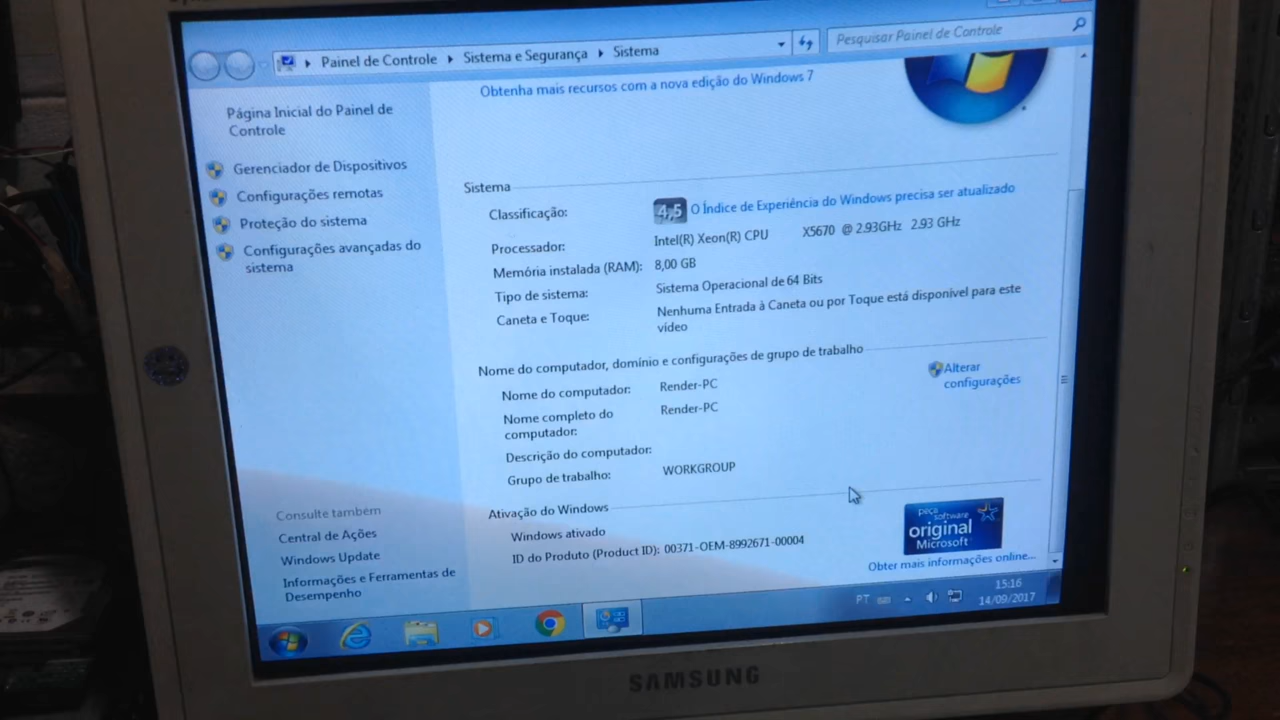 Painel de Controle Sistema e Segurança Sistema
Pesquisar Painel de Controle
Página Inicial do Painel de
Controle
Gerenciador de Dispositivos
Configurações remotas
Proteção do sistema
Configurações avançadas do
sistema
Consulte também
Central de Ações
Windows Update
Informações e Ferramentas de
Desempenho
Obtenha mais recursos com a nova edição do Windows 7
Sistema
Classificação: 4,5 O Índice de Experiência do Windows precisa ser atualizado
Processador: Intel(R) Xeon(R) CPU X5670 @ 2.93GHz 2.93 GHz
Memória instalada (RAM): 8,00 GB
Tipo de sistema: Sistema Operacional de 64 Bits
Caneta e Toque: Nenhuma Entrada à Caneta ou por Toque está disponível para este
vídeo
Nome do computador, domínio e configurações de grupo de trabalho
Nome do computador: Render-PC
Alterar
configurações
Nome completo do
computador:
Render-PC
Descrição do computador:
Grupo de trabalho: WORKGROUP
Ativação do Windows
Windows ativado
ID do Produto (Product ID): 00371-OEM-8992671-00004
peça
software
original
Microsoft
Obter mais informações online...
PT
15:16
14/09/2017
SAMSUNG